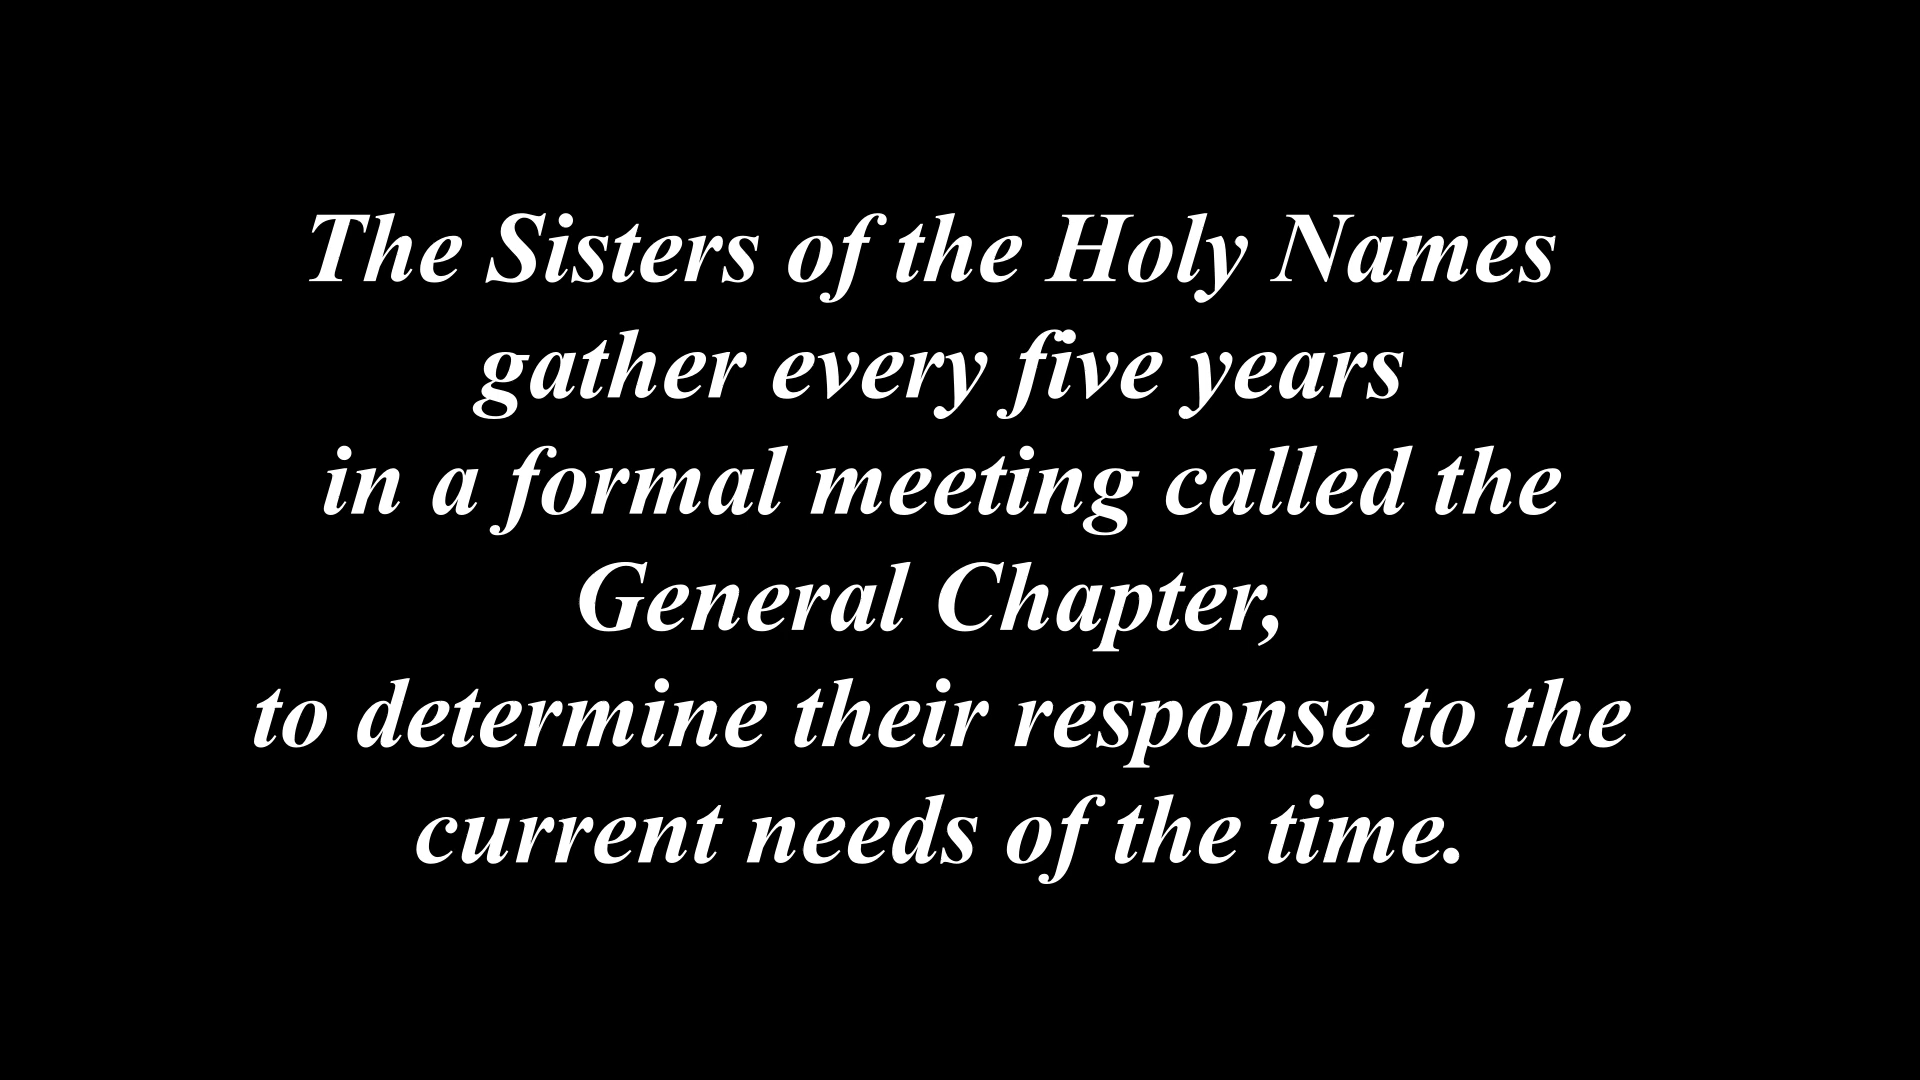 The Sisters of the Holy Names
gather every five years
in a formal meeting called the
General Chapter,
to determine their response to the
current needs of the time.